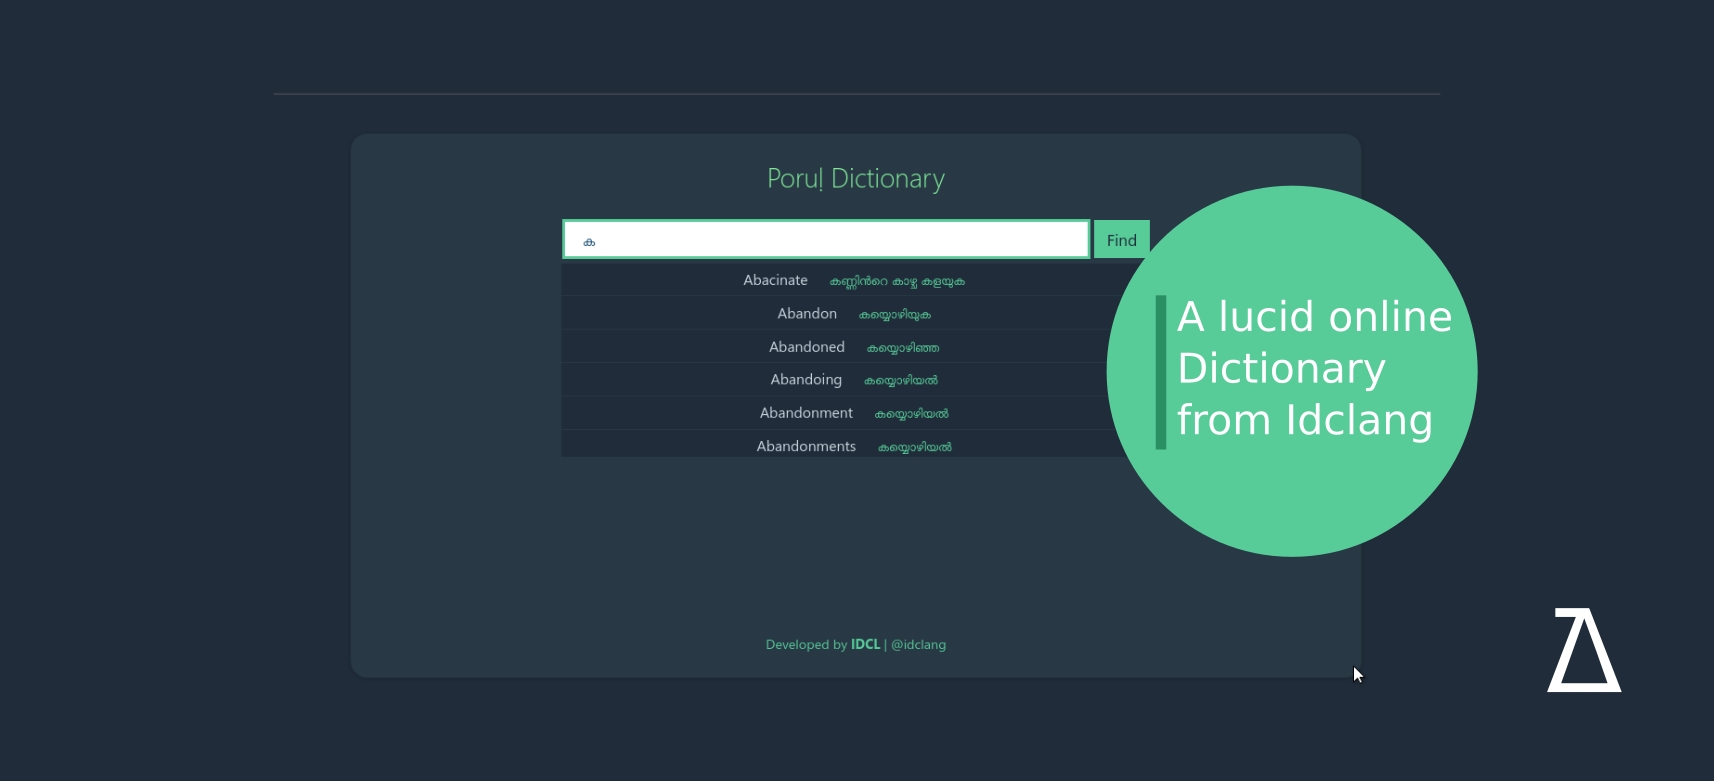 Poruḷ Dictionary
ക
Find
Abacinate കണ്ണിൻറെ കാഴ്ച കളയുക
Abandon കയ്യൊഴിയുക
Abandoned കയ്യൊഴിഞ്ഞ
Abandoing കയ്യൊഴിയൽ
Abandonment കയ്യൊഴിയൽ
Abandonments കയ്യൊഴിയൽ
A lucid online
Dictionary
from Idclang
Developed by IDCL | @idclang